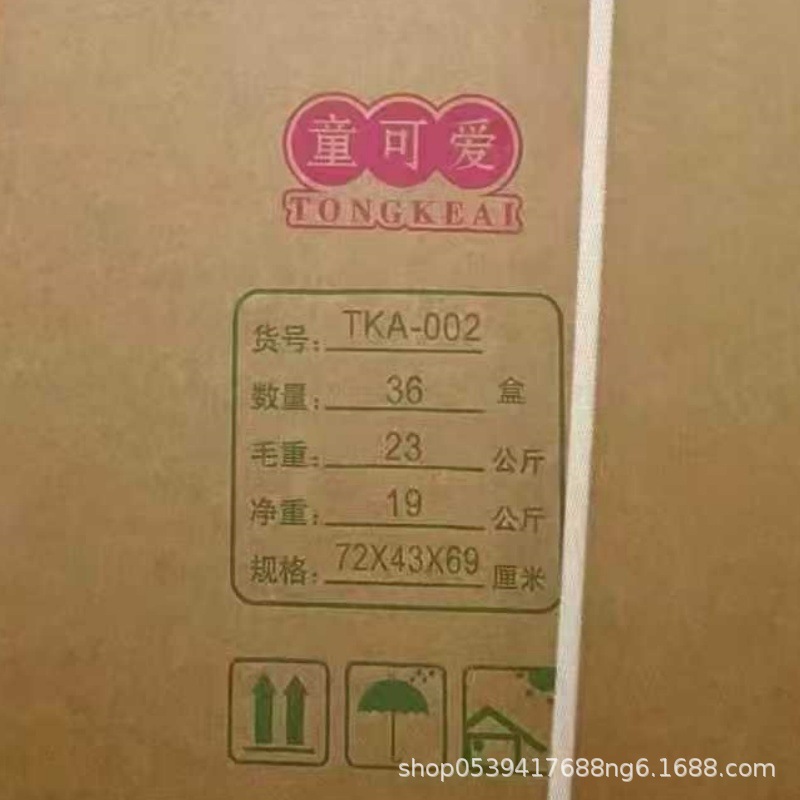 童可爱
TONGKEAI
货号: TKA-002
数量: 36 盒
毛重: 23 公斤
净重: 19 公斤
规格: 72X43X69 厘米
shop0539417688ng6.1688.com